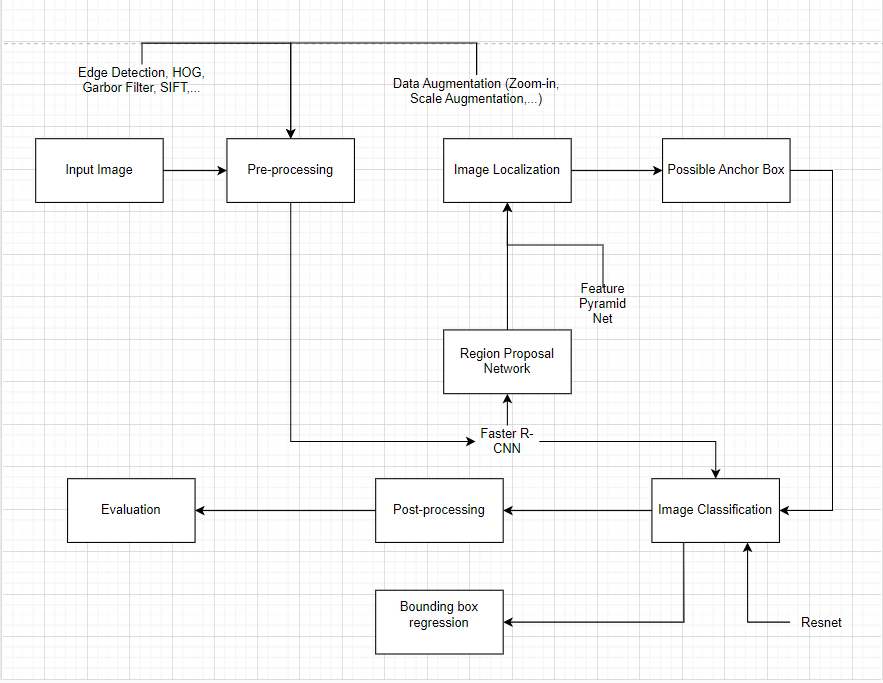 Edge Detection, HOG,
Garbor Filter, SIFT,...
Data Augmentation (Zoom-in,
Scale Augmentation,...)
Input Image
Pre-processing
Image Localization
Possible Anchor Box
Feature
Pyramid
Net
Region Proposal
Network
Faster R-
CNN
Evaluation
Post-processing
Image Classification
Bounding box
regression
Resnet